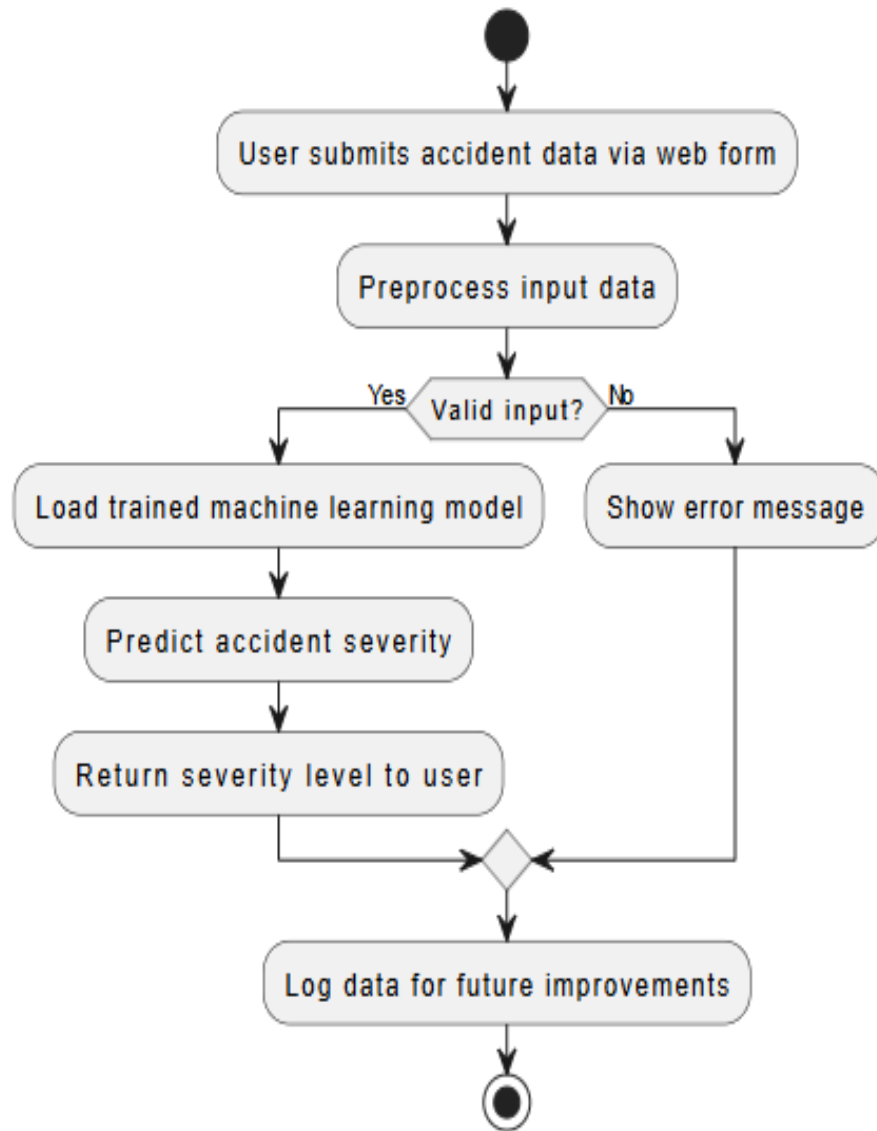 User submits accident data via web form
Preprocess input data
Yes
Valid input?
No
Load trained machine learning model
Show error message
Predict accident severity
Return severity level to user
Log data for future improvements